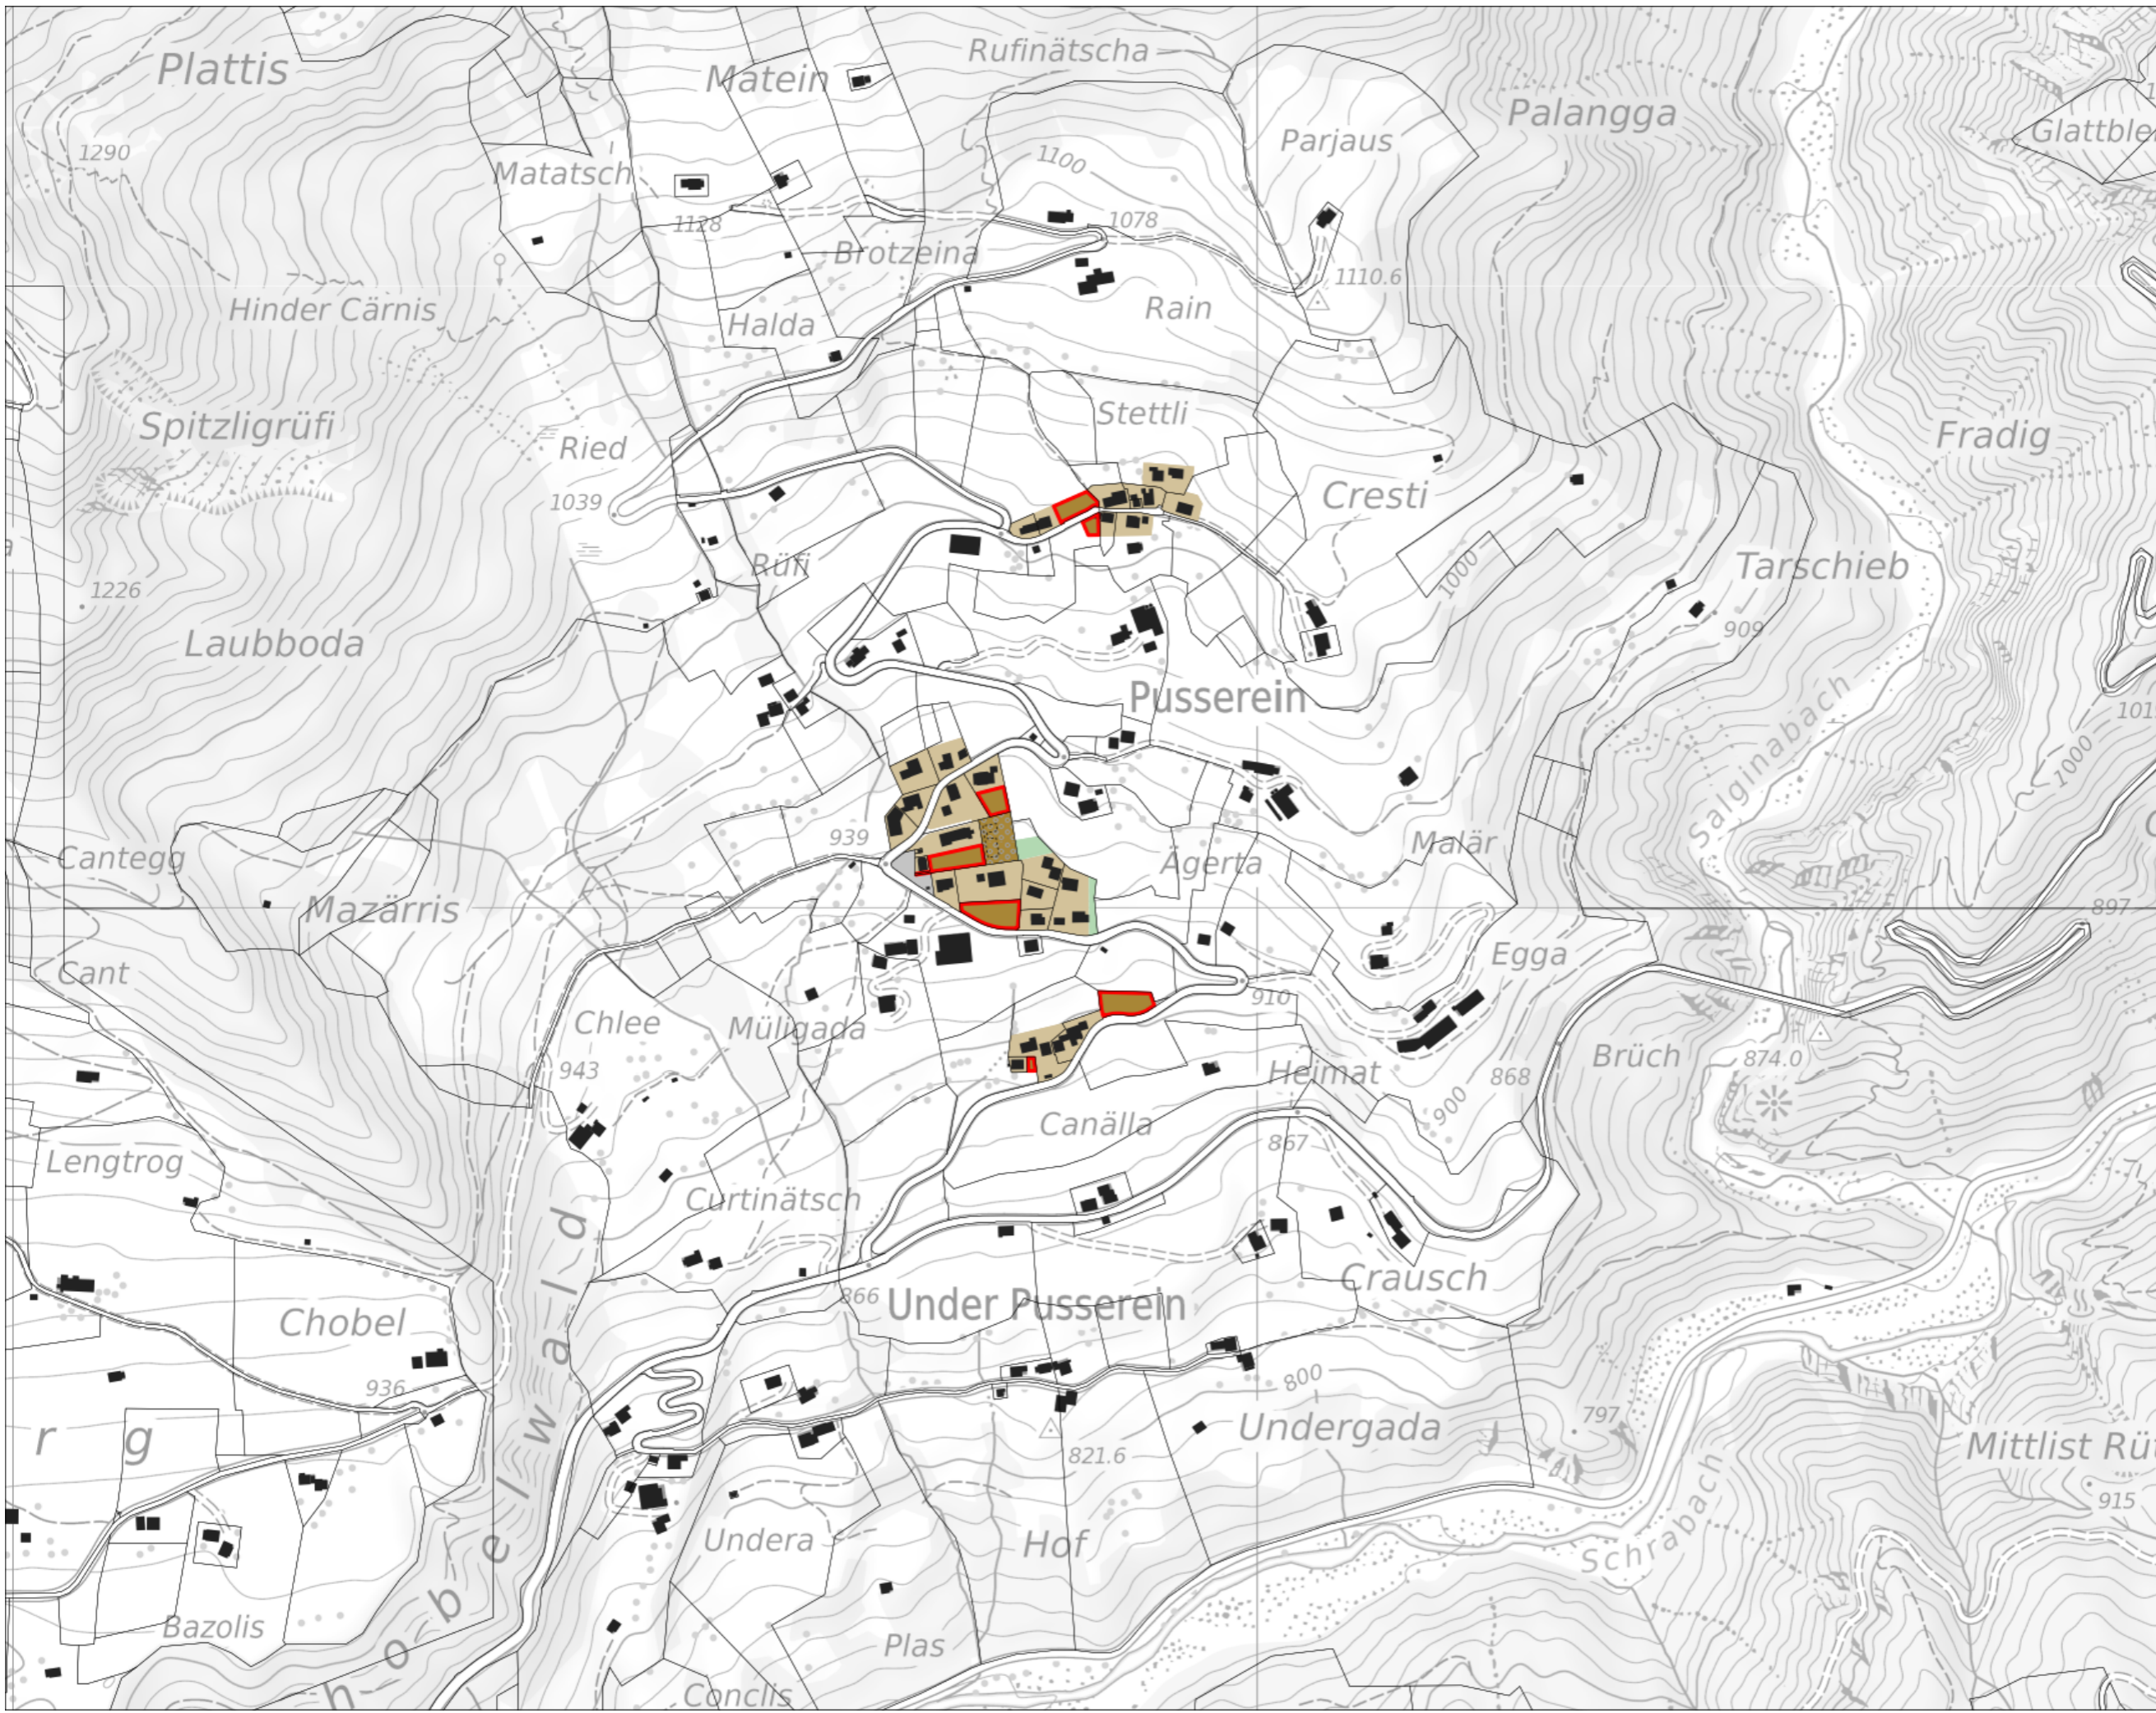 Plattis
Matein
Rufinätscha
Palangga
Parjaus
1290
1100
Matatsch
1128
1078
Brotzeina
1110.6
Hinder Cärnis
Halda
Rain
Stettli
Spitzligrüfi
Ried
Fradig
1039
Cresti
Rüfi
1000
Tarschieb
1226
909
Laubboda
Pusserein
Salginabach
1000
939
Malär
Cantegg
Ägerta
Mazärris
897
Egga
Cant
910
Chlee
Müligada
943
Heimat
868
Brüch
874.0
900
Canälla
867
Lengtrog
Curtinätsch
Crausch
866
Under Pusserein
Chobel
936
800
797
r g
Undergada
821.6
915
Undera
Hof
Schrabach
Bazolis
Plas
Conclis
h o b e l w a l d